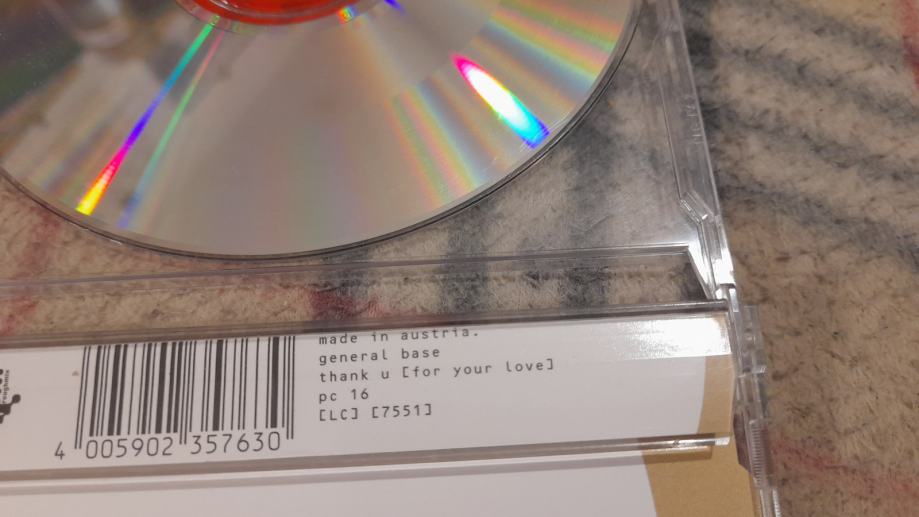 made in austria.
general base
thank u [for your love]
pc 16
[LC] [7551]
4 005902 357630